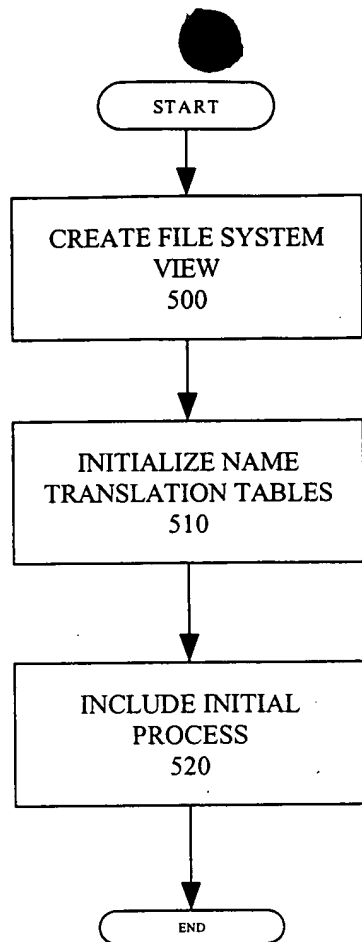 START
CREATE FILE SYSTEM
VIEW
500
INITIALIZE NAME
TRANSLATION TABLES
510
INCLUDE INITIAL
PROCESS
520
END